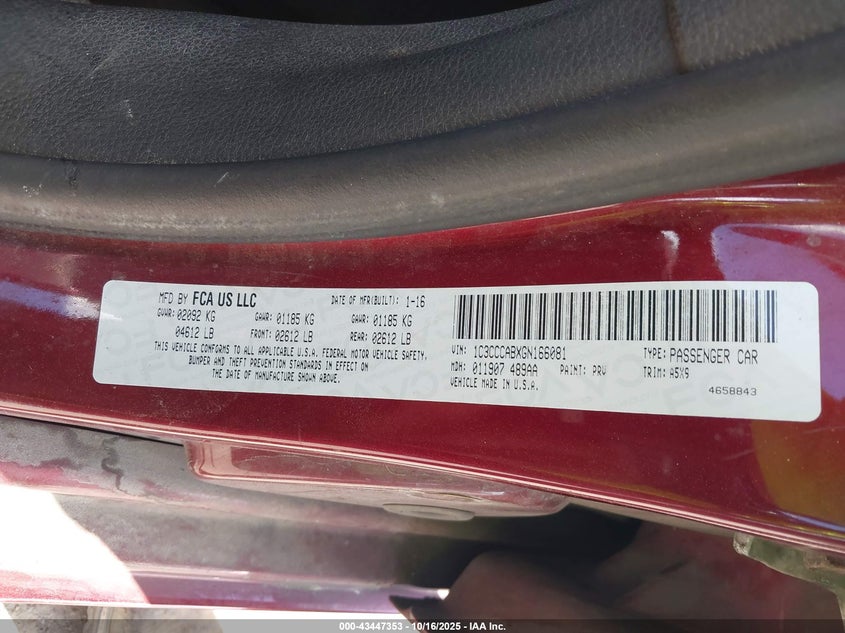 MFD BY FCA US LLC DATE OF MFR(BUILT): 1-16
GVWR: 02092 KG GAWR: 01185 KG GAWR: 01185 KG
04612 LB FRONT: 02612 LB REAR: 02612 LB
THIS VEHICLE CONFORMS TO ALL APPLICABLE U.S.A. FEDERAL MOTOR VEHICLE SAFETY,
BUMPER AND THEFT PREVENTION STANDARDS IN EFFECT ON
THE DATE OF MANUFACTURE SHOWN ABOVE.
VIN: 1C3CCCABXGN166081 TYPE: PASSENGER CAR
MDH: 011907 489AA PAINT: PRV TRIM: A5X9
VEHICLE MADE IN U.S.A. 4658843
000-43447353 - 10/16/2025 - IAA Inc.